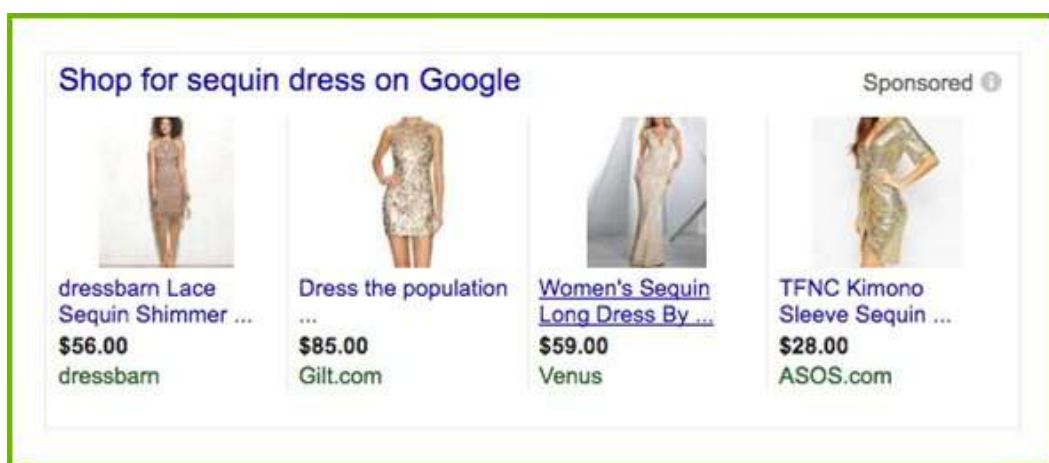 Shop for sequin dress on Google
Sponsored
dressbarn Lace
Sequin Shimmer ...
$56.00
dressbarn
Dress the population
...
$85.00
Gilt.com
Women's Sequin
Long Dress By ...
$59.00
Venus
TFNC Kimono
Sleeve Sequin ...
$28.00
ASOS.com